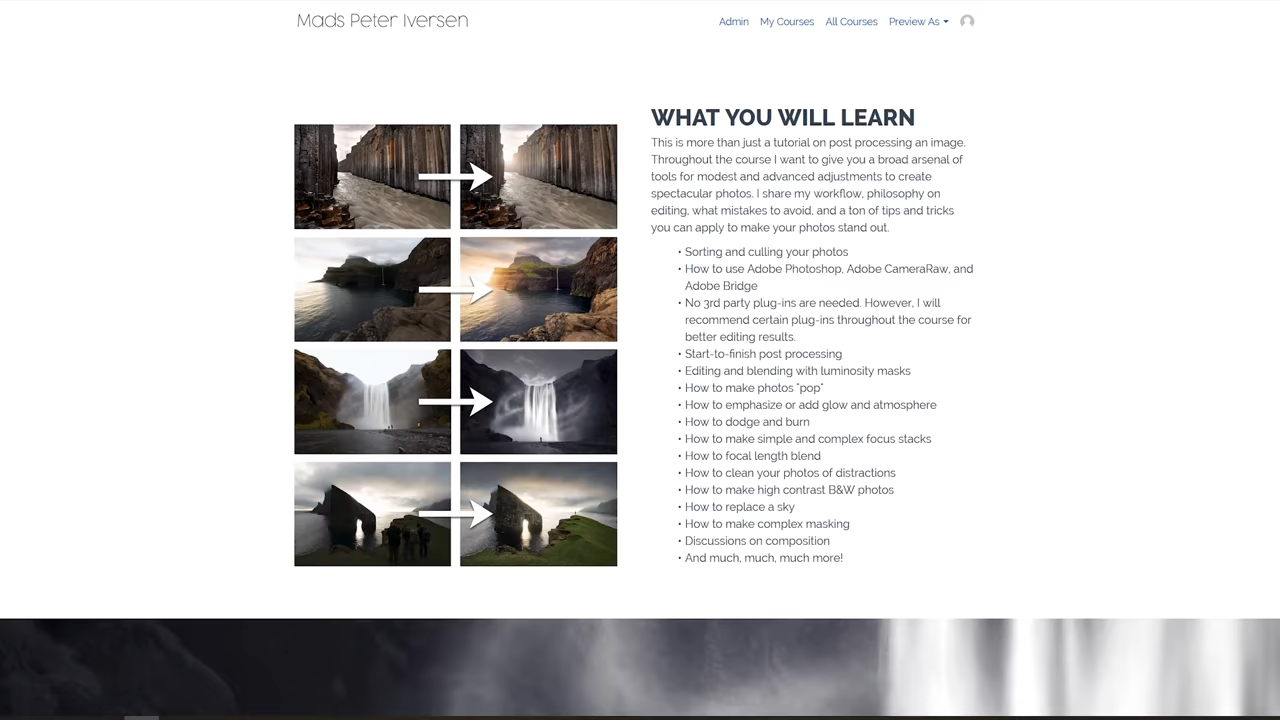 Mads Peter Iversen
Admin My Courses All Courses Preview As
WHAT YOU WILL LEARN
This is more than just a tutorial on post processing an image.
Throughout the course I want to give you a broad arsenal of
tools for modest and advanced adjustments to create
spectacular photos. I share my workflow, philosophy on
editing, what mistakes to avoid, and a ton of tips and tricks
you can apply to make your photos stand out.
• Sorting and culling your photos
• How to use Adobe Photoshop, Adobe CameraRaw, and
Adobe Bridge
• No 3rd party plug-ins are needed. However, I will
recommend certain plug-ins throughout the course for
better editing results.
• Start-to-finish post processing
• Editing and blending with luminosity masks
• How to make photos "pop"
• How to emphasize or add glow and atmosphere
• How to dodge and burn
• How to make simple and complex focus stacks
• How to focal length blend
• How to clean your photos of distractions
• How to make high contrast B&W photos
• How to replace a sky
• How to make complex masking
• Discussions on composition
• And much, much, much more!